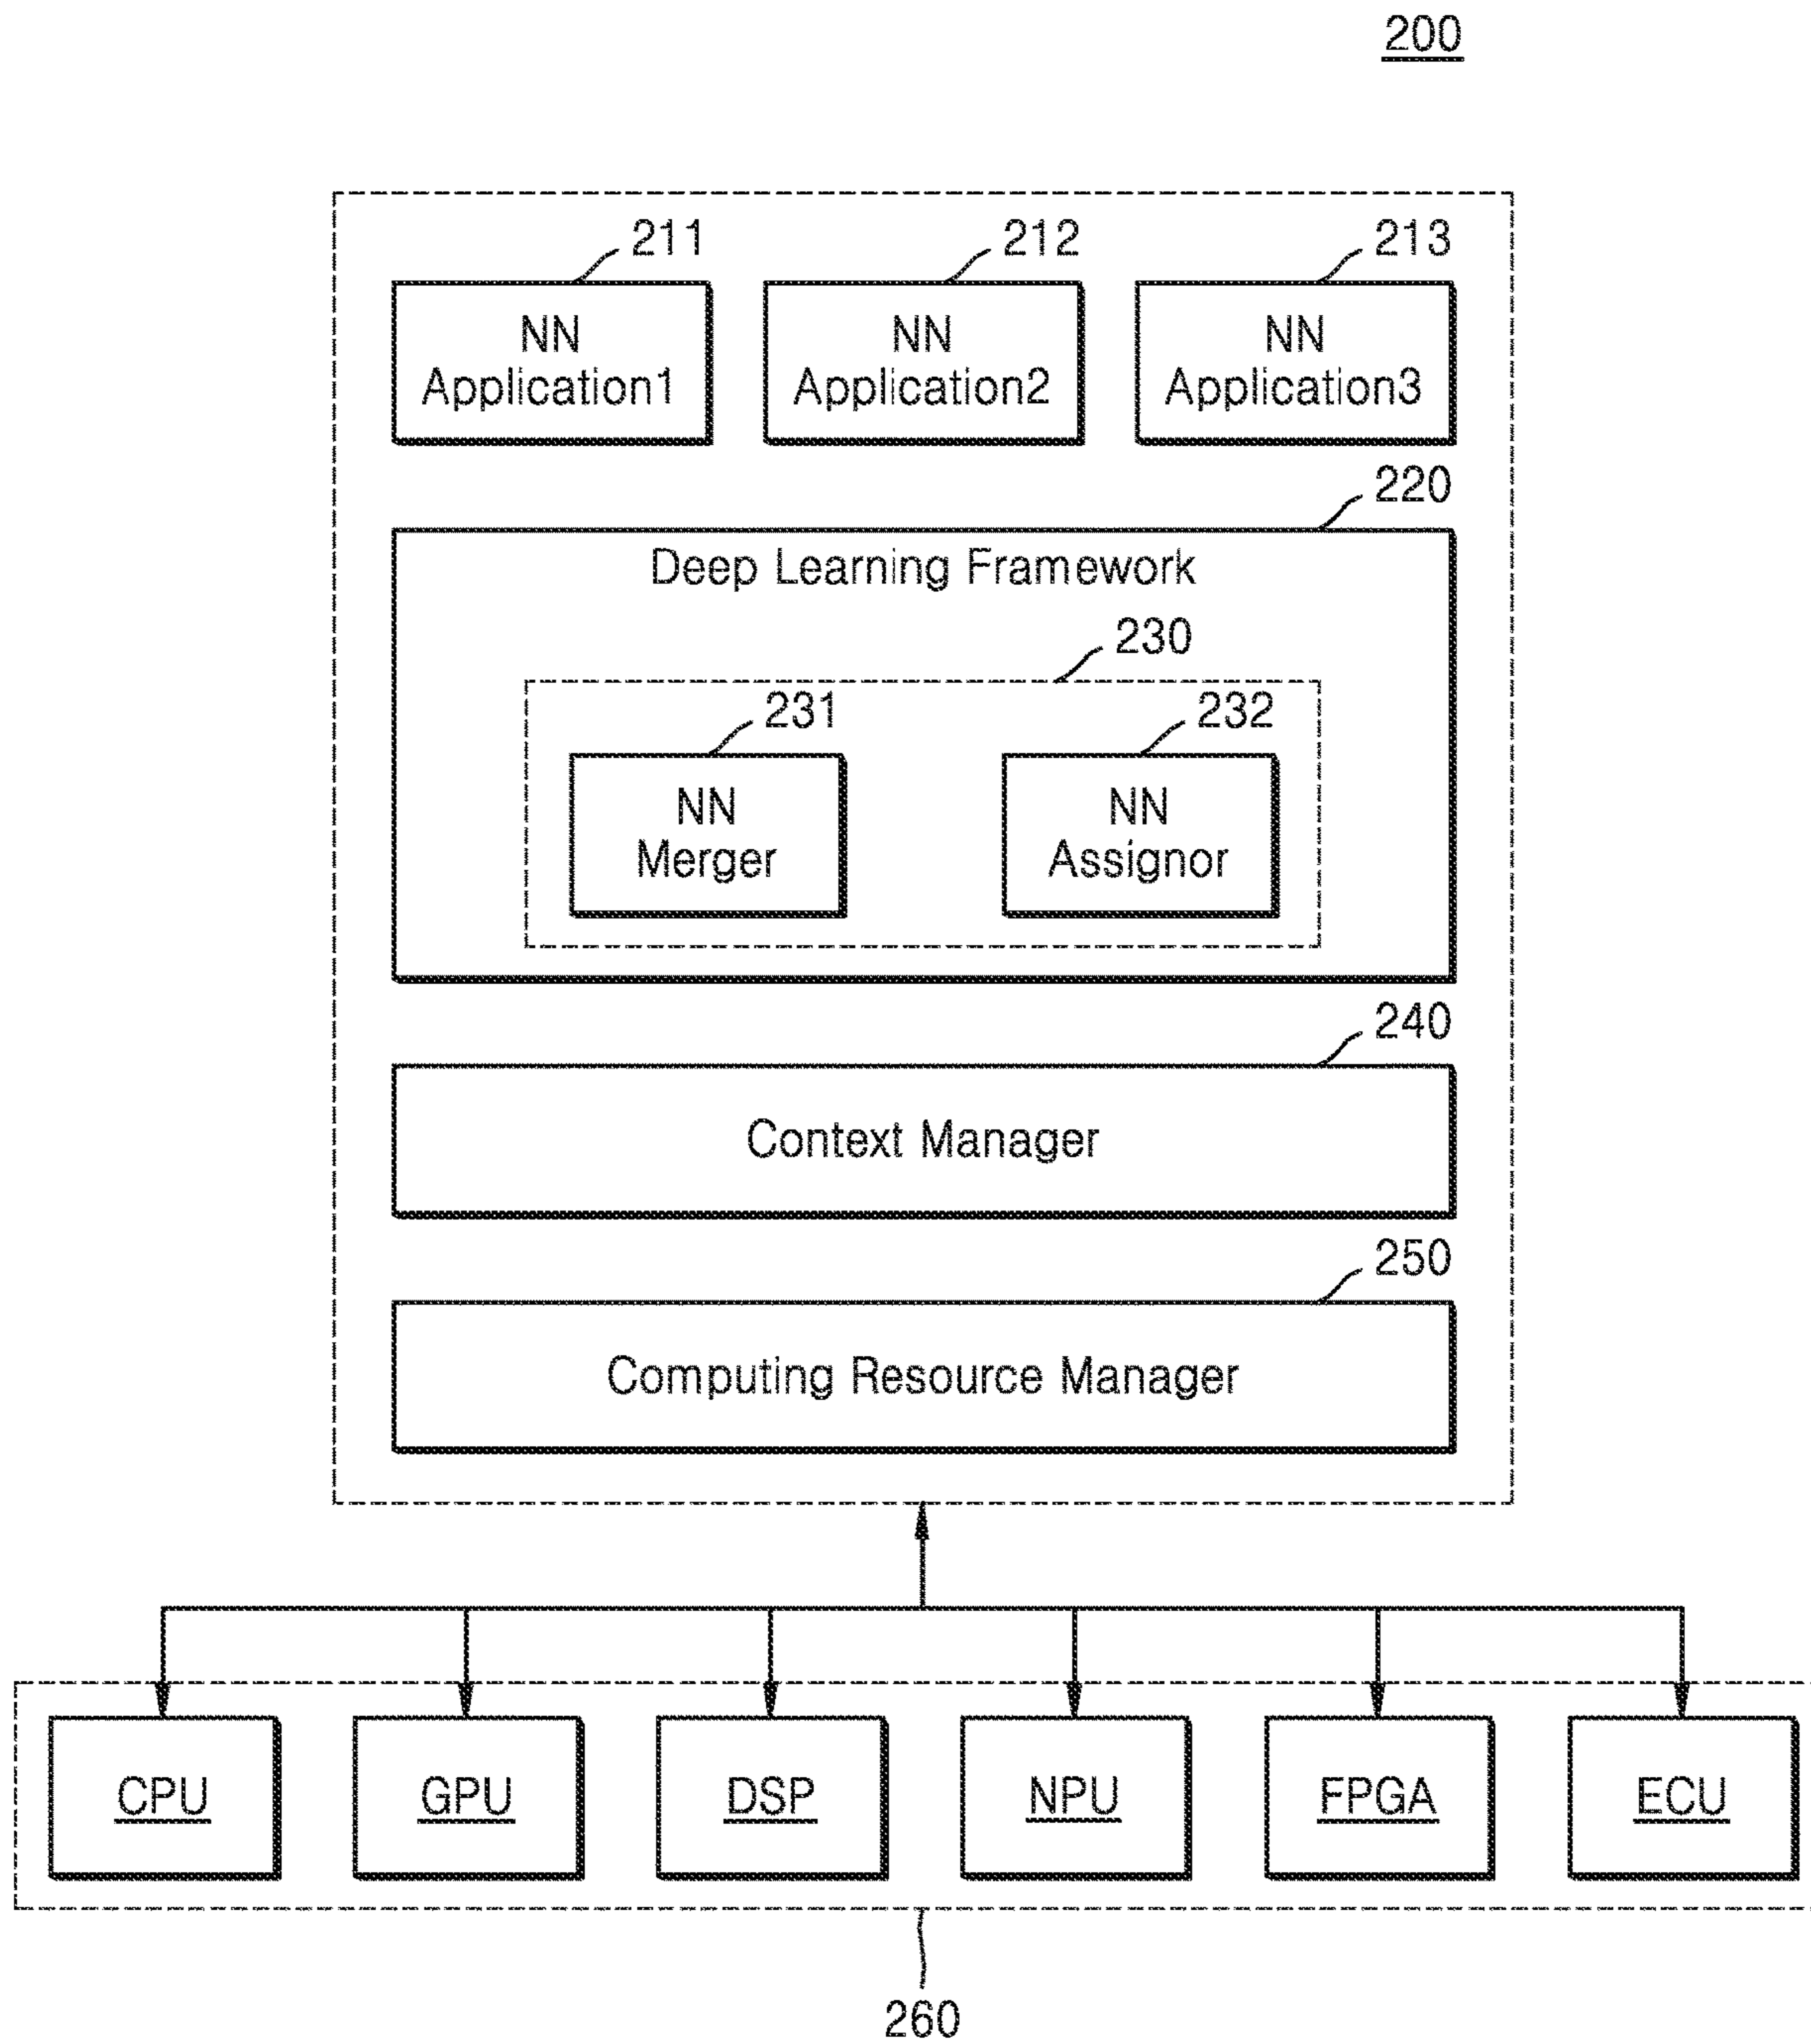 200
211
212
213
NN
Application1
NN
Application2
NN
Application3
220
Deep Learning Framework
230
231
232
NN
Merger
NN
Assignor
240
Context Manager
250
Computing Resource Manager
CPU
GPU
DSP
NPU
FPGA
ECU
260